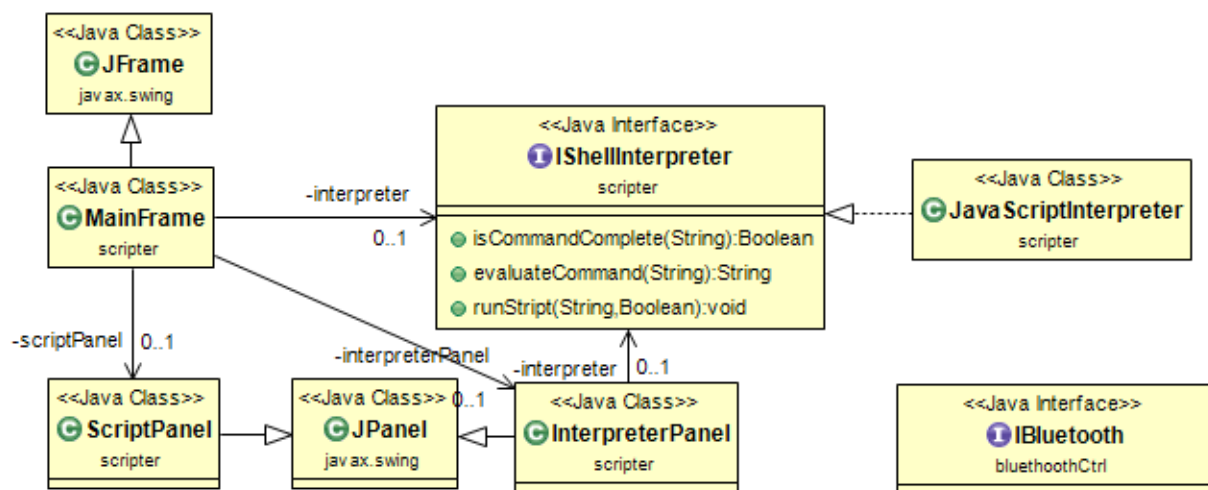 <<Java Class>>
JFrame
javax.swing
<<Java Class>>
MainFrame
scripter
-interpreter
0..1
<<Java Interface>>
IShellInterpreter
scripter
isCommandComplete(String):Boolean
evaluateCommand(String):String
runStript(String,Boolean):void
<<Java Class>>
JavaScriptInterpreter
scripter
-scriptPanel
0..1
-interpreterPanel
0..1
-interpreter
0..1
<<Java Class>>
ScriptPanel
scripter
<<Java Class>>
JPanel
javax.swing
<<Java Class>>
InterpreterPanel
scripter
<<Java Interface>>
IBluetooth
bluethoothCtrl